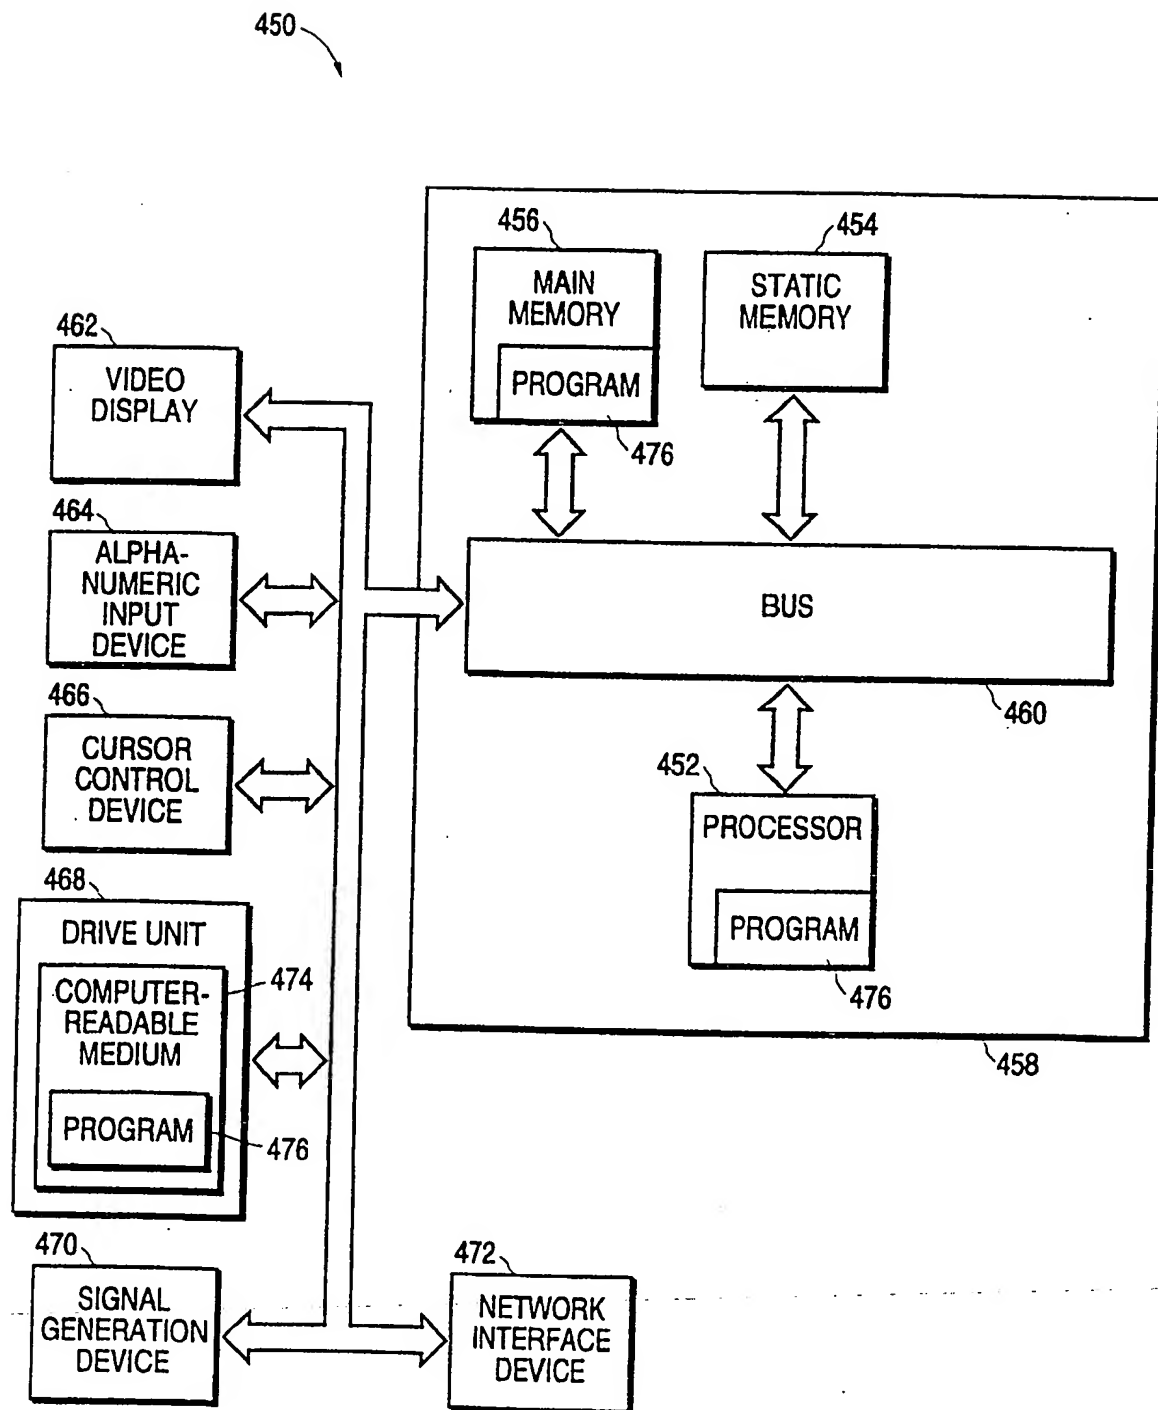 450
456
MAIN
MEMORY
PROGRAM
476
454
STATIC
MEMORY
462
VIDEO
DISPLAY
464
ALPHA-
NUMERIC
INPUT
DEVICE
BUS
460
466
CURSOR
CONTROL
DEVICE
452
PROCESSOR
PROGRAM
476
458
468
DRIVE UNIT
COMPUTER-
READABLE
MEDIUM
474
PROGRAM
476
470
SIGNAL
GENERATION
DEVICE
472
NETWORK
INTERFACE
DEVICE